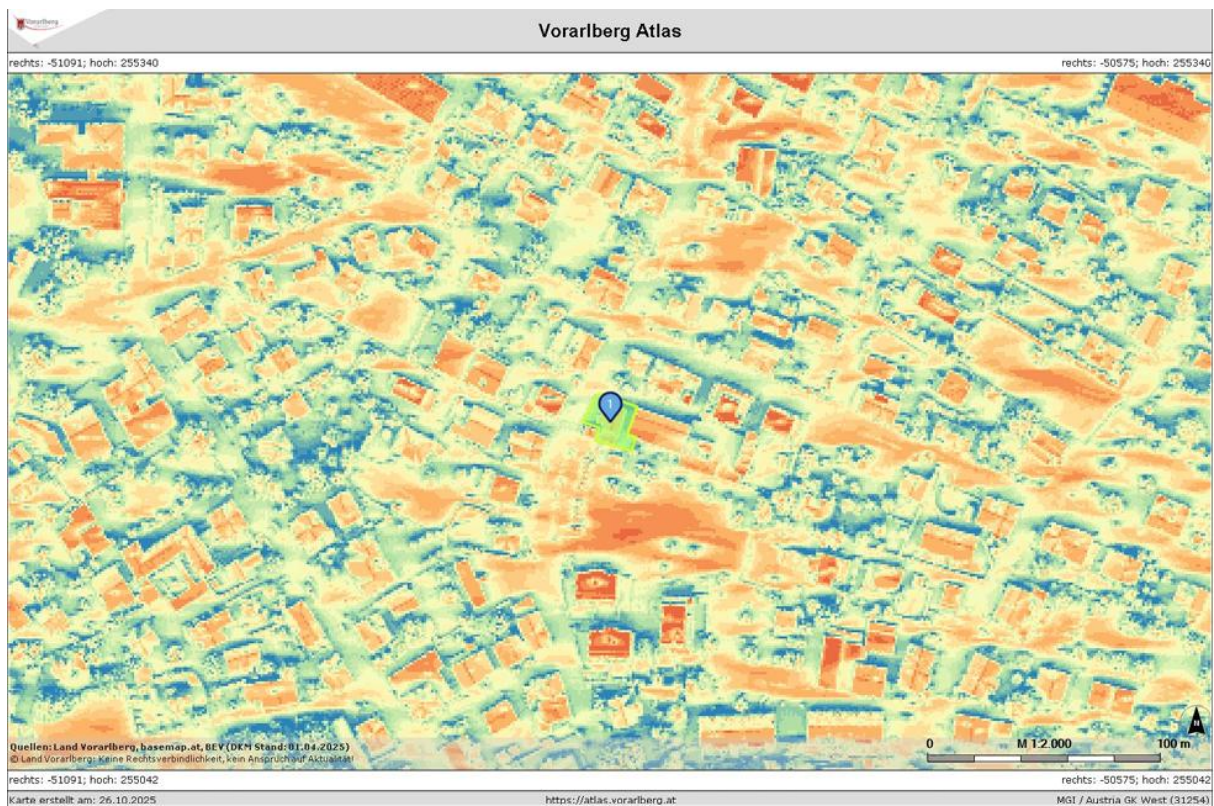 Vorarlberg
Vorarlberg Atlas
rechts: -51091; hoch: 255340
rechts: -50575; hoch: 255340
1
Quellen: Land Vorarlberg, basemap.at, BEV (DKM Stand: 01.04.2025)
© Land Vorarlberg: Keine Rechtsverbindlichkeit, kein Anspruch auf Aktualität!
0 M 1:2.000 100 m
N
rechts: -51091; hoch: 255042
rechts: -50575; hoch: 255042
Karte erstellt am: 26.10.2025
https://atlas.vorarlberg.at
MGI / Austria GK West (31254)